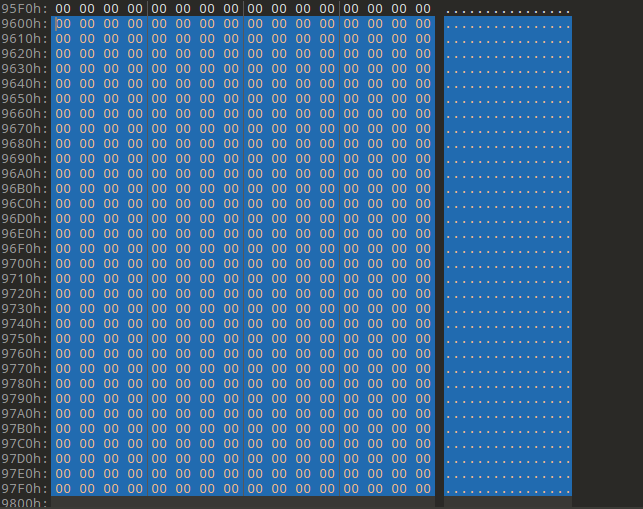 95F0h: 00 00 00 00 00 00 00 00 00 00 00 00 00 00 00 00 ................
9600h: 00 00 00 00 00 00 00 00 00 00 00 00 00 00 00 00 ................
9610h: 00 00 00 00 00 00 00 00 00 00 00 00 00 00 00 00 ................
9620h: 00 00 00 00 00 00 00 00 00 00 00 00 00 00 00 00 ................
9630h: 00 00 00 00 00 00 00 00 00 00 00 00 00 00 00 00 ................
9640h: 00 00 00 00 00 00 00 00 00 00 00 00 00 00 00 00 ................
9650h: 00 00 00 00 00 00 00 00 00 00 00 00 00 00 00 00 ................
9660h: 00 00 00 00 00 00 00 00 00 00 00 00 00 00 00 00 ................
9670h: 00 00 00 00 00 00 00 00 00 00 00 00 00 00 00 00 ................
9680h: 00 00 00 00 00 00 00 00 00 00 00 00 00 00 00 00 ................
9690h: 00 00 00 00 00 00 00 00 00 00 00 00 00 00 00 00 ................
96A0h: 00 00 00 00 00 00 00 00 00 00 00 00 00 00 00 00 ................
96B0h: 00 00 00 00 00 00 00 00 00 00 00 00 00 00 00 00 ................
96C0h: 00 00 00 00 00 00 00 00 00 00 00 00 00 00 00 00 ................
96D0h: 00 00 00 00 00 00 00 00 00 00 00 00 00 00 00 00 ................
96E0h: 00 00 00 00 00 00 00 00 00 00 00 00 00 00 00 00 ................
96F0h: 00 00 00 00 00 00 00 00 00 00 00 00 00 00 00 00 ................
9700h: 00 00 00 00 00 00 00 00 00 00 00 00 00 00 00 00 ................
9710h: 00 00 00 00 00 00 00 00 00 00 00 00 00 00 00 00 ................
9720h: 00 00 00 00 00 00 00 00 00 00 00 00 00 00 00 00 ................
9730h: 00 00 00 00 00 00 00 00 00 00 00 00 00 00 00 00 ................
9740h: 00 00 00 00 00 00 00 00 00 00 00 00 00 00 00 00 ................
9750h: 00 00 00 00 00 00 00 00 00 00 00 00 00 00 00 00 ................
9760h: 00 00 00 00 00 00 00 00 00 00 00 00 00 00 00 00 ................
9770h: 00 00 00 00 00 00 00 00 00 00 00 00 00 00 00 00 ................
9780h: 00 00 00 00 00 00 00 00 00 00 00 00 00 00 00 00 ................
9790h: 00 00 00 00 00 00 00 00 00 00 00 00 00 00 00 00 ................
97A0h: 00 00 00 00 00 00 00 00 00 00 00 00 00 00 00 00 ................
97B0h: 00 00 00 00 00 00 00 00 00 00 00 00 00 00 00 00 ................
97C0h: 00 00 00 00 00 00 00 00 00 00 00 00 00 00 00 00 ................
97D0h: 00 00 00 00 00 00 00 00 00 00 00 00 00 00 00 00 ................
97E0h: 00 00 00 00 00 00 00 00 00 00 00 00 00 00 00 00 ................
97F0h: 00 00 00 00 00 00 00 00 00 00 00 00 00 00 00 00 ................
9800h: